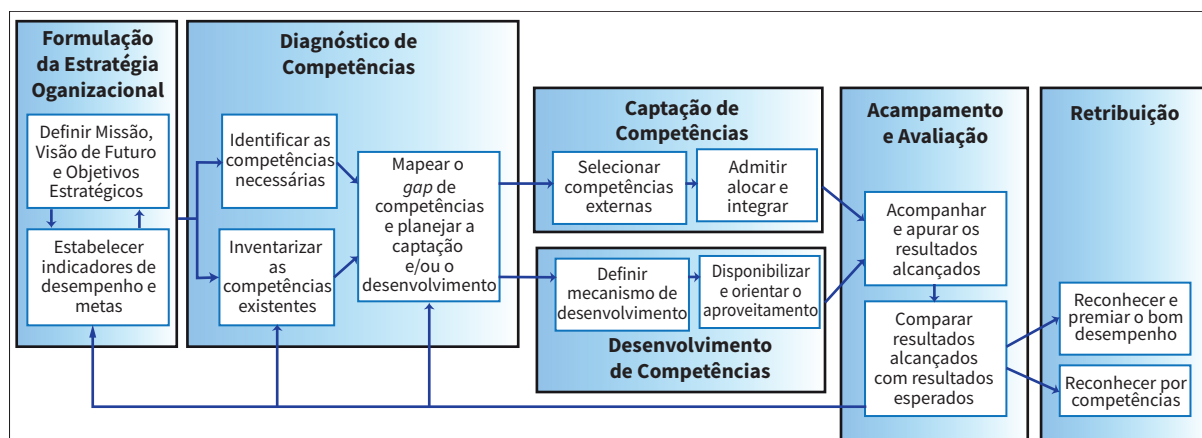 Formulação
da Estratégia
Oganizacional
Definir Missão,
Visão de Futuro
e Objetivos
Estratégicos
Estabelecer
indicadores de
desempenho e
metas
Diagnóstico de
Competências
Identificar as
competências
necessárias
Inventarizar
as
competências
existentes
Mapear o
gap de
competências
e planejar a
captação
e/ou o
desenvolvimento
Captação de
Competências
Selecionar
competências
externas
Admitir
alocar e
integrar
Definir
mecanismo de
desenvolvimento
Disponibilizar
e orientar o
aproveitamento
Desenvolvimento
de Competências
Acampamento
e Avaliação
Acompanhar
e apurar os
resultados
alcançados
Comparar
resultados
alcançados
com resultados
esperados
Retribuição
Reconhecer e
premiar o bom
desempenho
Reconhecer por
competências